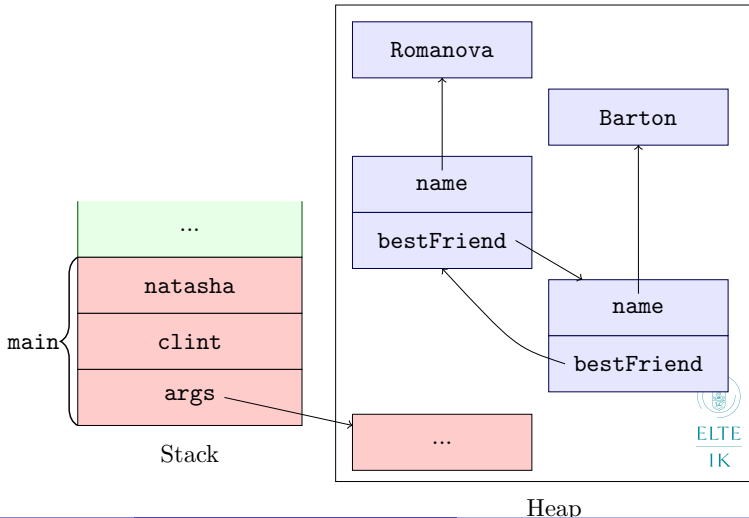 Romanova
Barton
name
bestFriend
name
bestFriend
...
natasha
main
clint
args
...
Stack
Heap
ELTE
IK